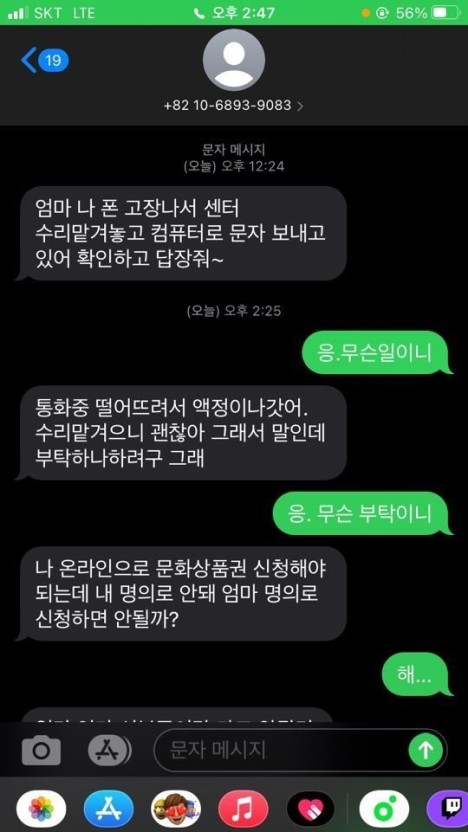 SKT LTE 오후 2:47 56%
19
+82 10-6893-9083
문자 메시지
(오늘) 오후 12:24
엄마 나 폰 고장나서 센터
수리맡겨놓고 컴퓨터로 문자 보내고
있어 확인하고 답장줘~
(오늘) 오후 2:25
응.무슨일이니
통화중 떨어뜨려서 액정이나갓어.
수리맡겨으니 괜찮아 그래서 말인데
부탁하나하려구 그래
응. 무슨 부탁이니
나 온라인으로 문화상품권 신청해야
되는데 내 명의로 안돼 엄마 명의로
신청하면 안될까?
해...
문자 메시지